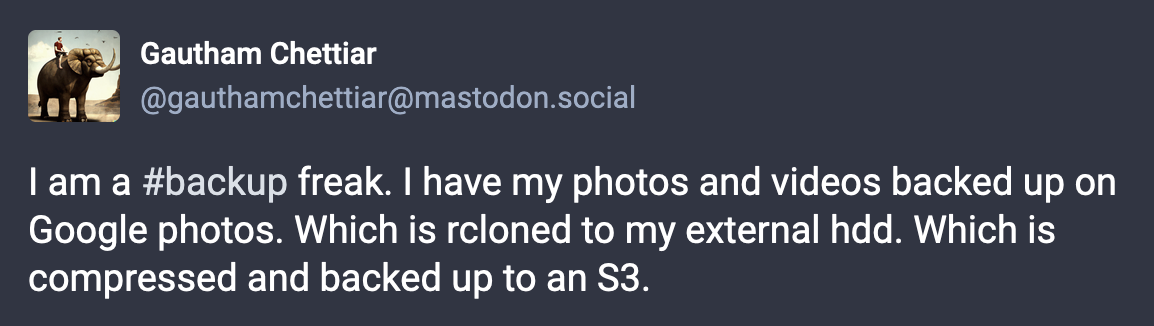 Gautham Chettiar
@gauthamchettiar@mastodon.social
I am a #backup freak. I have my photos and videos backed up on
Google photos. Which is rcloned to my external hdd. Which is
compressed and backed up to an S3.